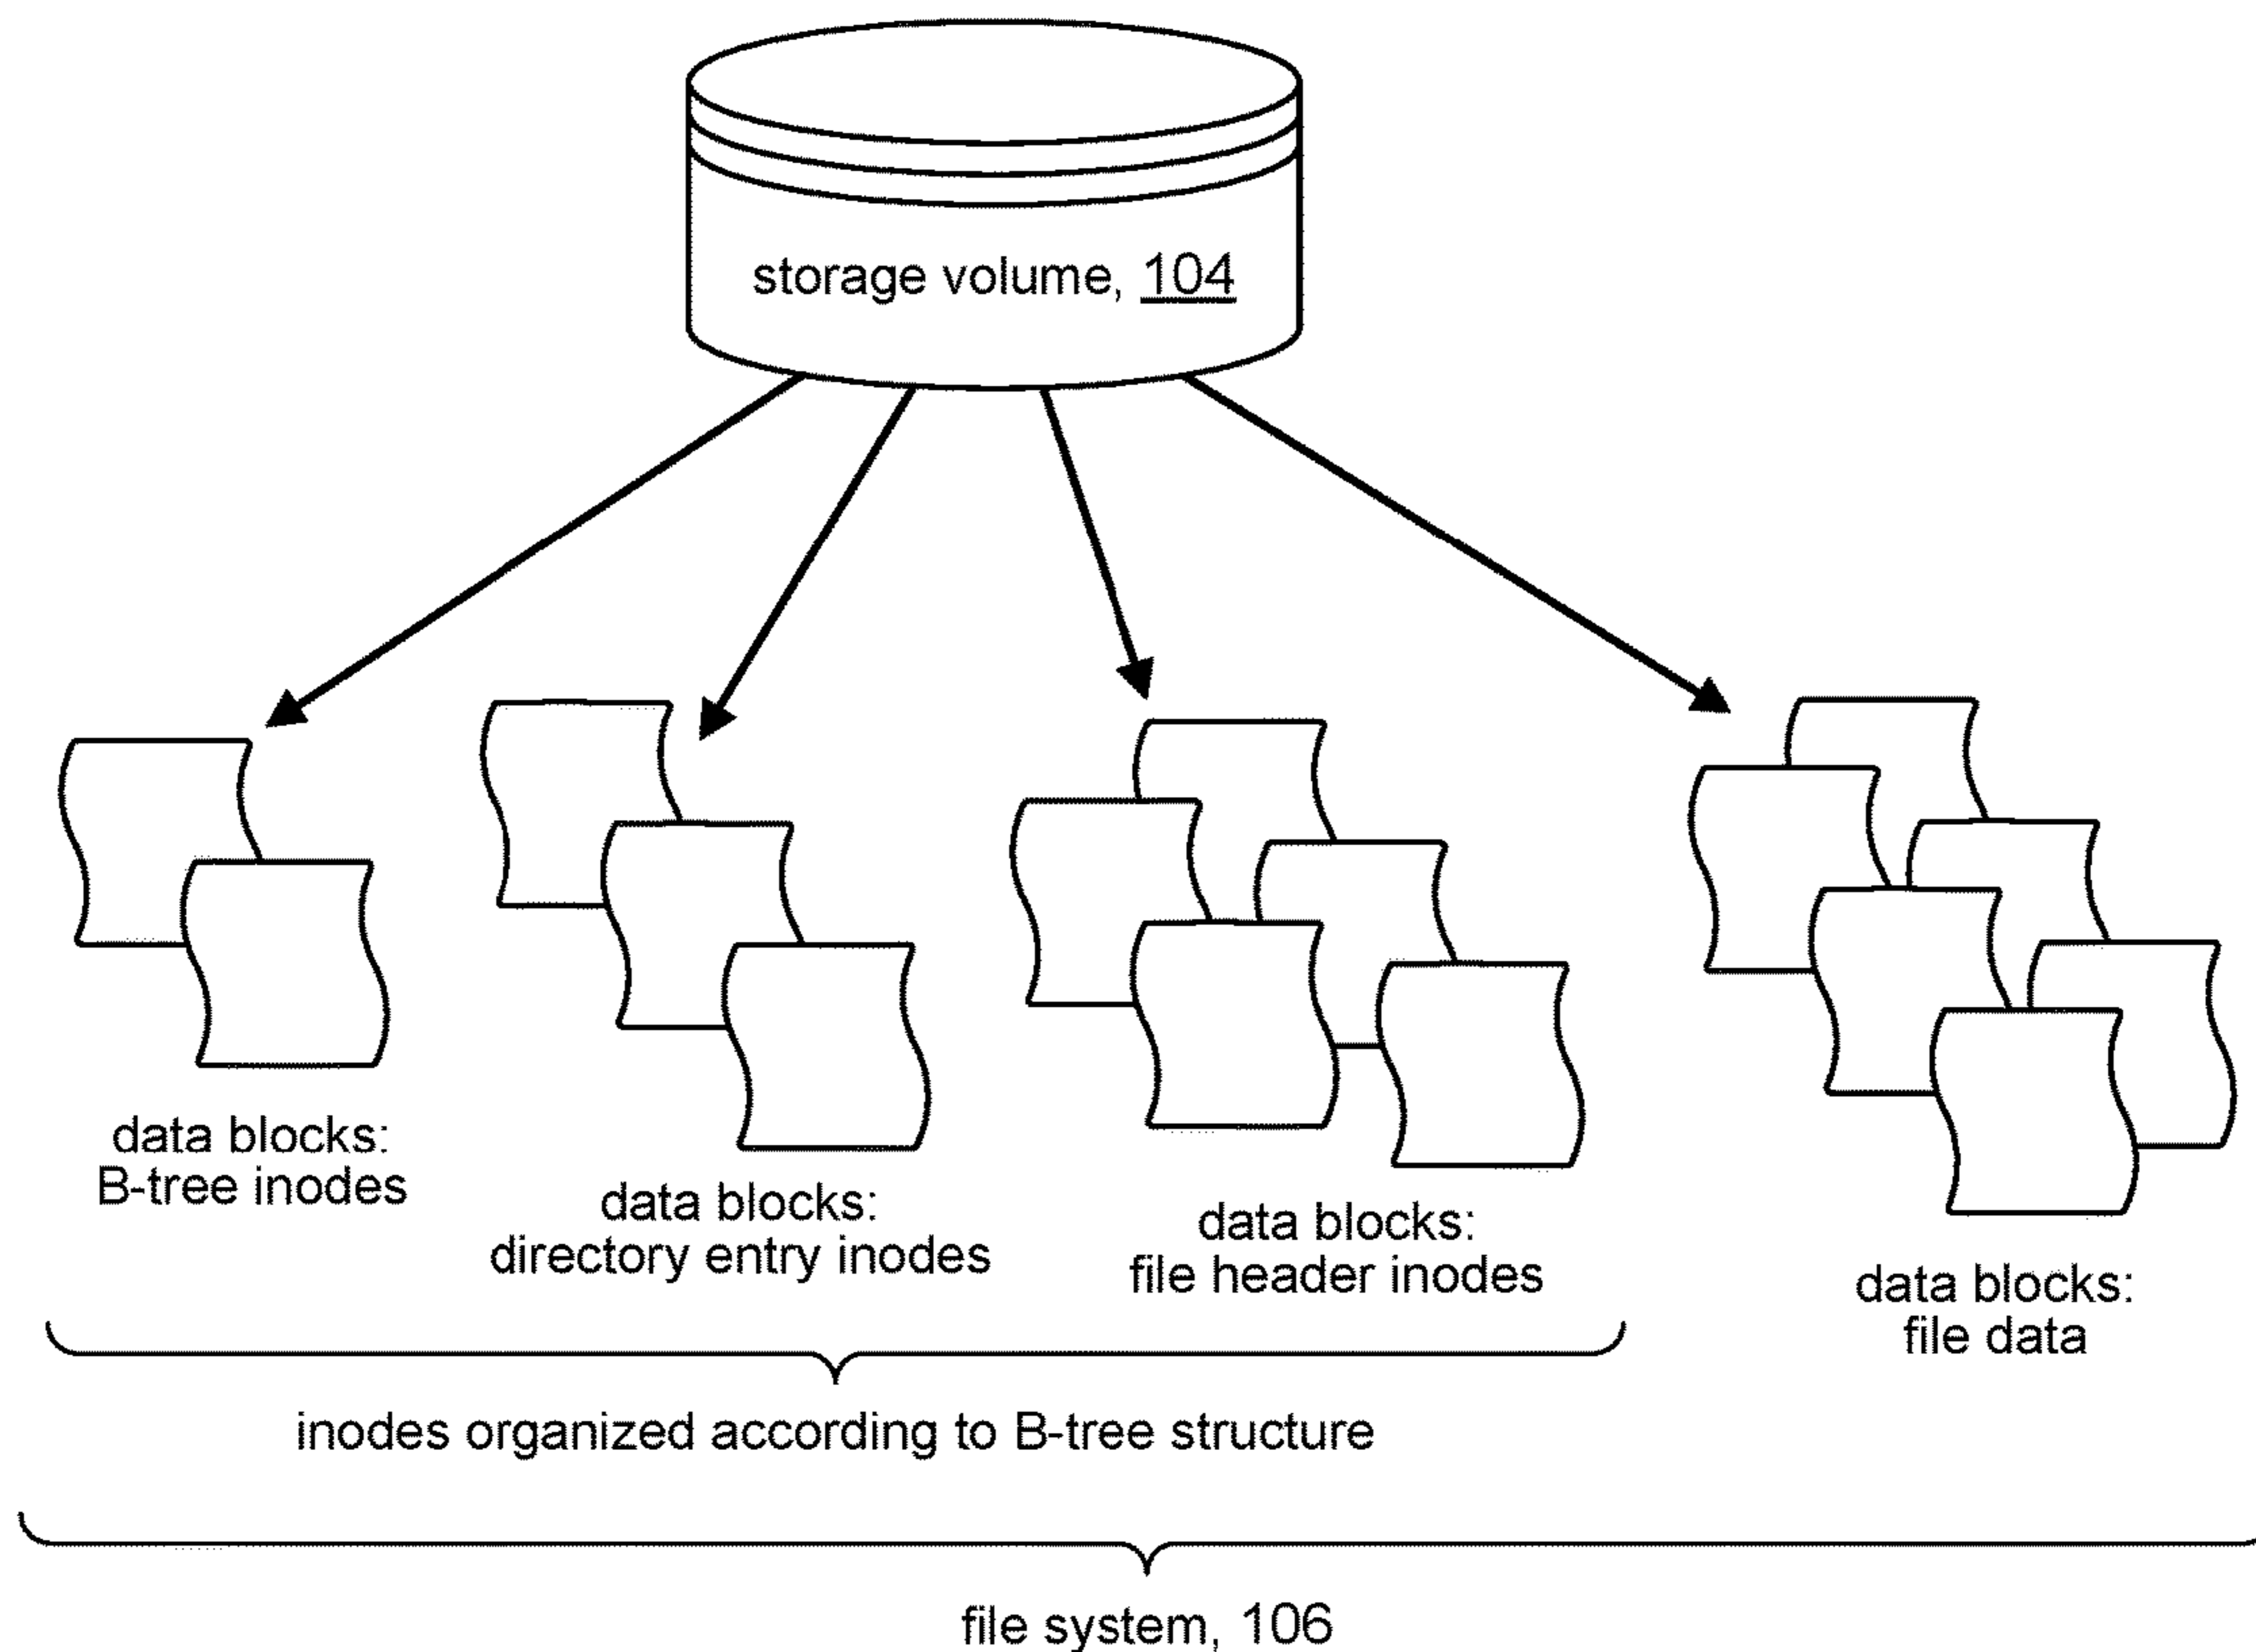 storage volume, 104
data blocks:
B-tree inodes
data blocks:
directory entry inodes
data blocks:
file header inodes
data blocks:
file data
inodes organized according to B-tree structure
file system, 106